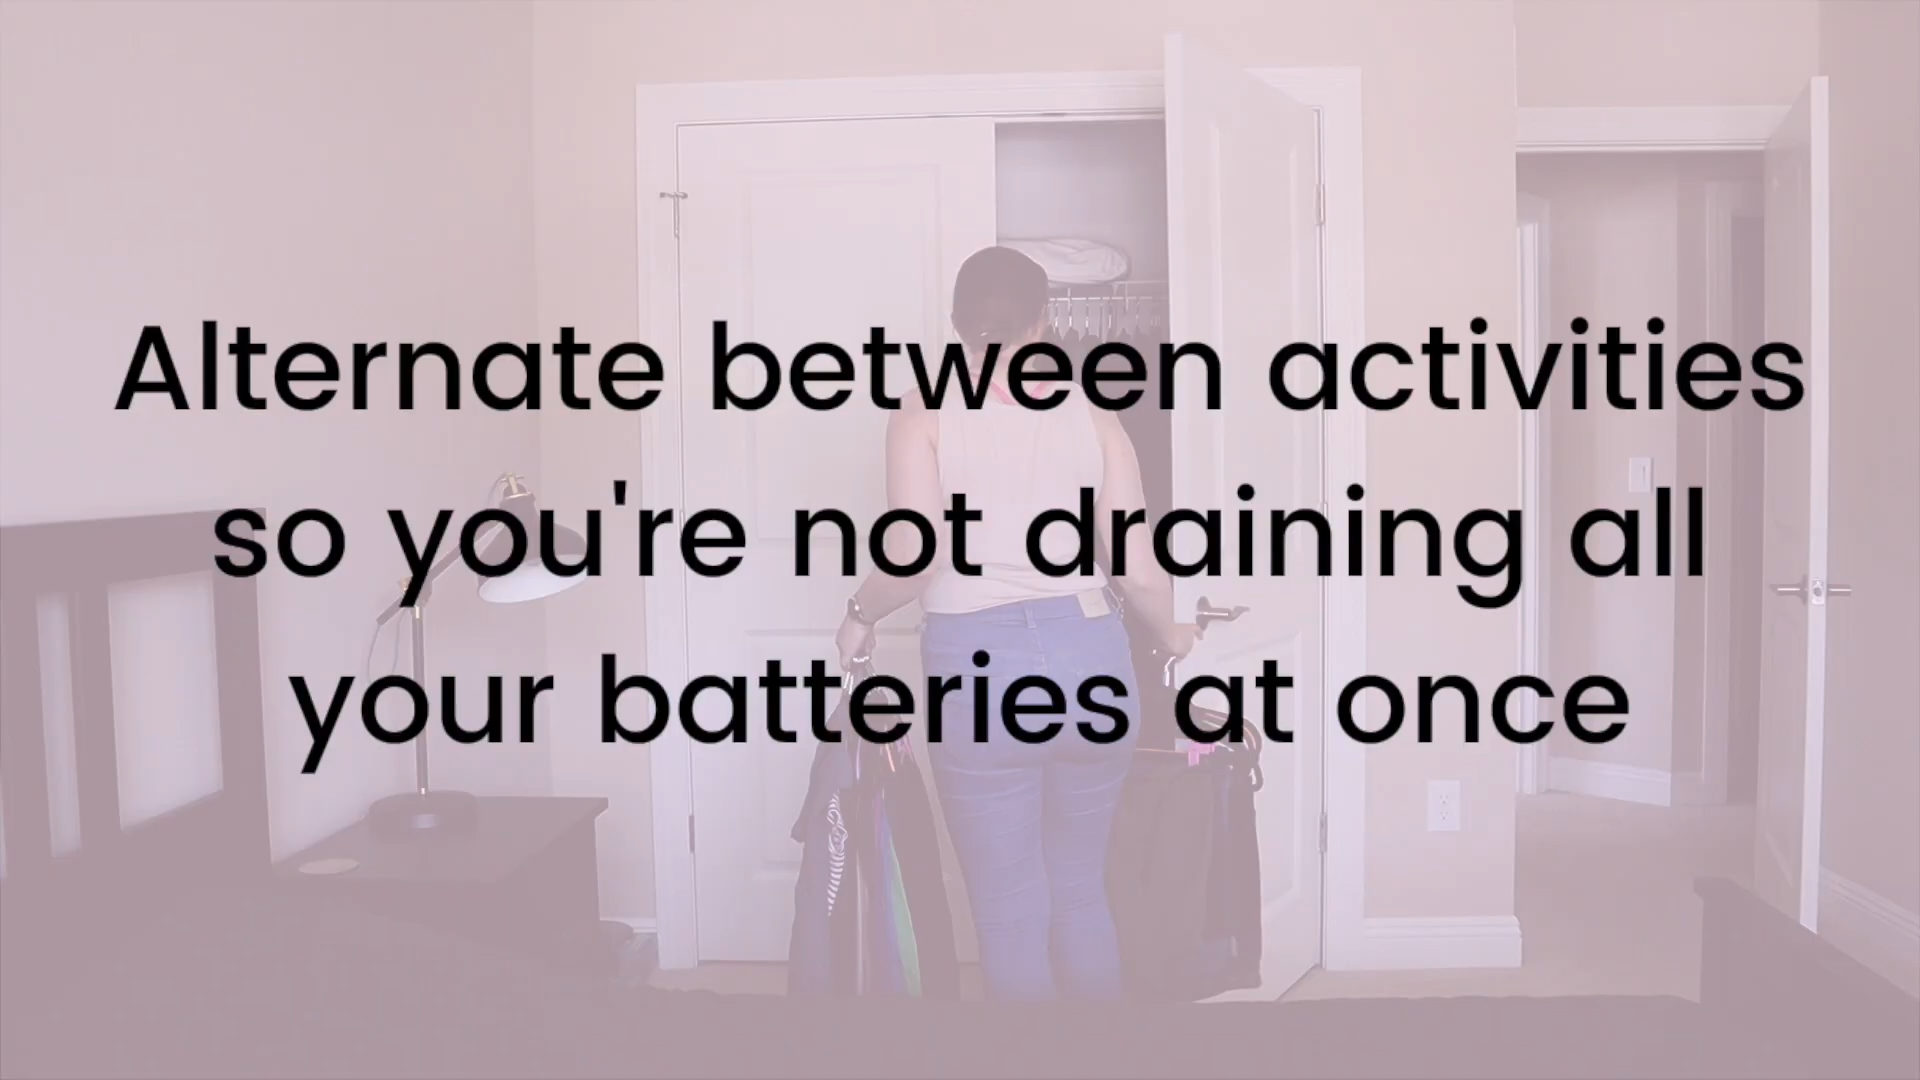 Alternate between activities
so you're not draining all
your batteries at once